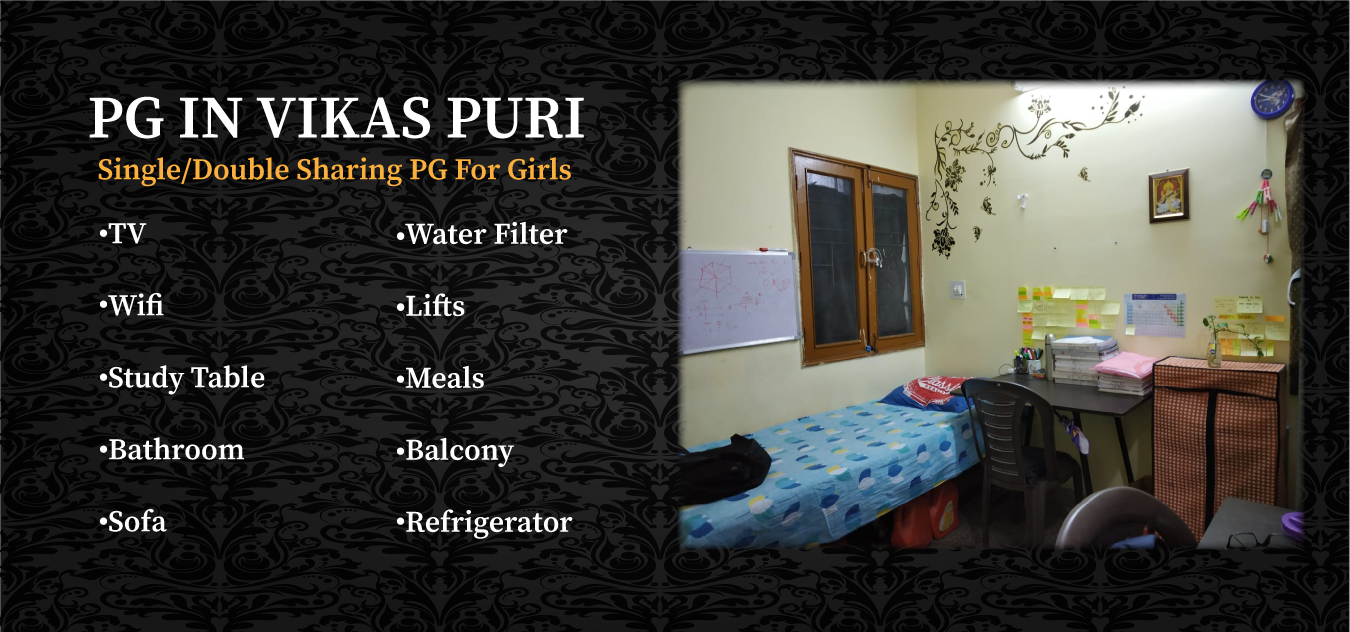 PG IN VIKAS PURI
Single/Double Sharing PG For Girls
•TV
•Wifi
•Study Table
•Bathroom
•Sofa
•Water Filter
•Lifts
•Meals
•Balcony
•Refrigerator